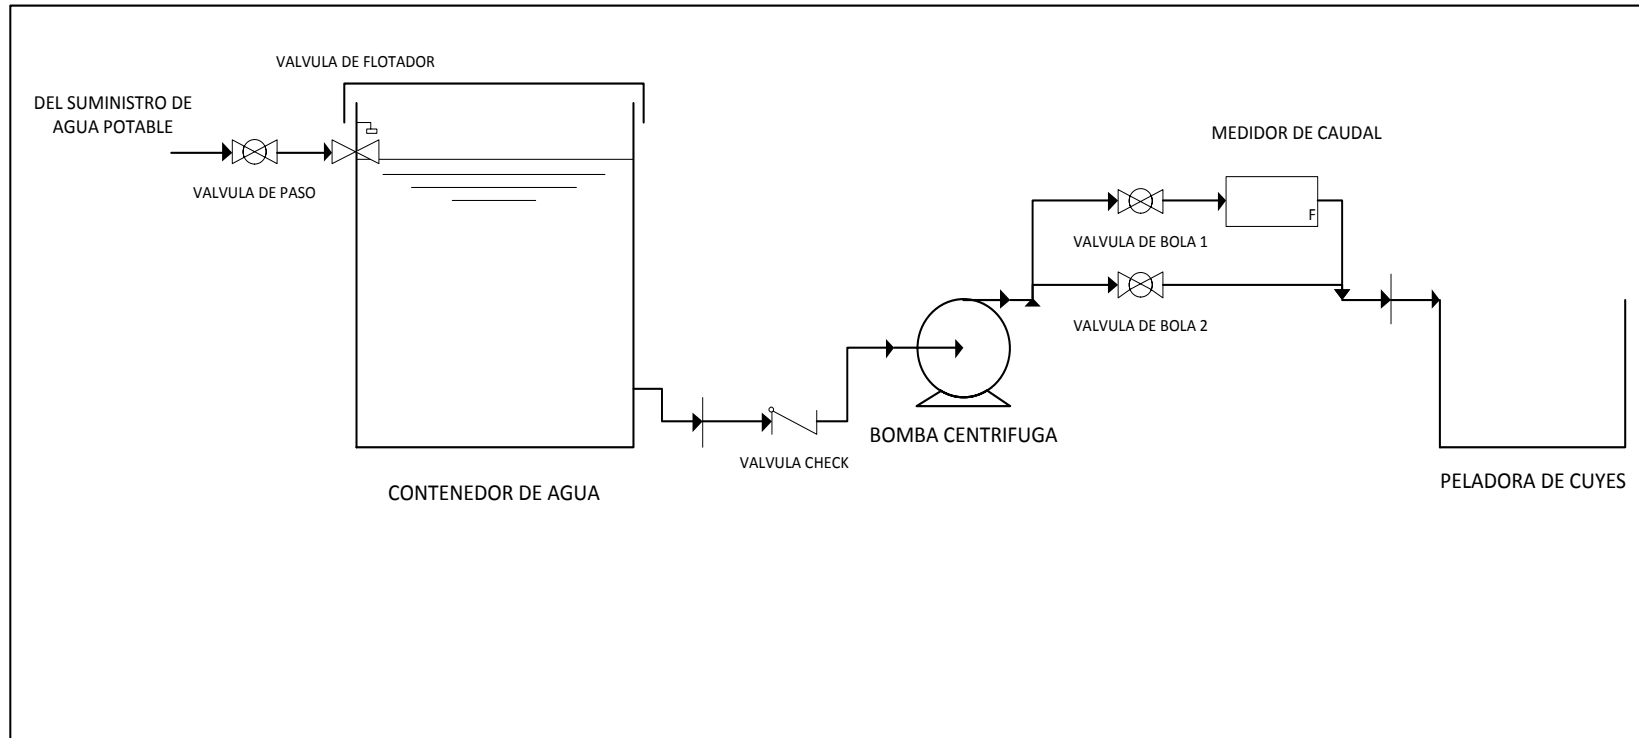 VALVULA DE FLOTADOR
DEL SUMINISTRO DE
AGUA POTABLE
VALVULA DE PASO
MEDIDOR DE CAUDAL
F
VALVULA DE BOLA 1
VALVULA DE BOLA 2
BOMBA CENTRIFUGA
VALVULA CHECK
CONTENEDOR DE AGUA
PELADORA DE CUYES